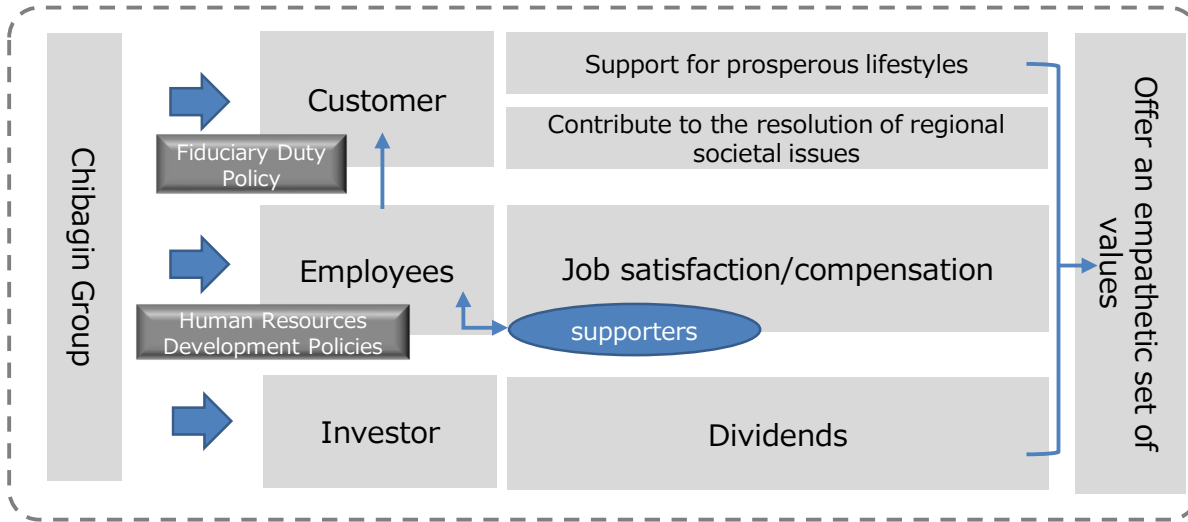 Chibagin Group
Customer
Support for prosperous lifestyles
Contribute to the resolution of regional
societal issues
Fiduciary Duty
Policy
Employees
Job satisfaction/compensation
supporters
Human Resources
Development Policies
Investor
Dividends
Offer an empathetic set of
values